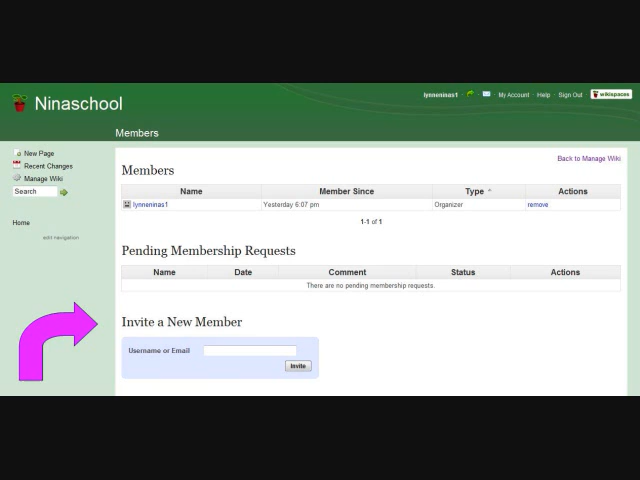 lynneninas1 · · My Account · Help · Sign Out · wikispaces
Ninaschool
Members
New Page
Recent Changes
Manage Wiki
Search
Home
edit navigation
Back to Manage Wiki
Members
Name Member Since Type Actions
lynneninas1 Yesterday 6:07 pm Organizer remove
1-1 of 1
Pending Membership Requests
Name Date Comment Status Actions
There are no pending membership requests.
Invite a New Member
Username or Email
Invite